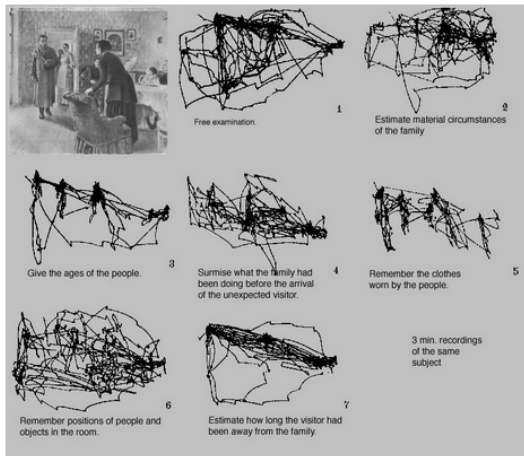 1
Free examination.
2
Estimate material circumstances
of the family
3
Give the ages of the people.
4
Surmise what the family had
been doing before the arrival
of the unexpected visitor.
5
Remember the clothes
worn by the people.
6
Remember positions of people and
objects in the room.
7
Estimate how long the visitor had
been away from the family.
3 min. recordings
of the same
subject